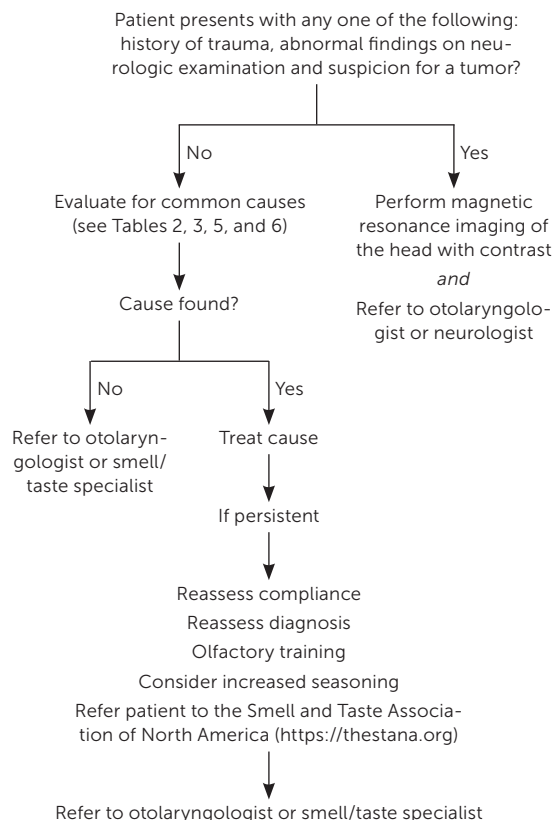 Patient presents with any one of the following:
history of trauma, abnormal findings on neu-
rologic examination and suspicion for a tumor?
No
Yes
Evaluate for common causes
(see Tables 2, 3, 5, and 6)
Perform magnetic
resonance imaging of
the head with contrast
and
Refer to otolaryngolo-
gist or neurologist
Cause found?
No
Yes
Refer to otolaryn-
gologist or smell/
taste specialist
Treat cause
If persistent
Reassess compliance
Reassess diagnosis
Olfactory training
Consider increased seasoning
Refer patient to the Smell and Taste Associa-
tion of North America (https://thestana.org)
Refer to otolaryngologist or smell/taste specialist